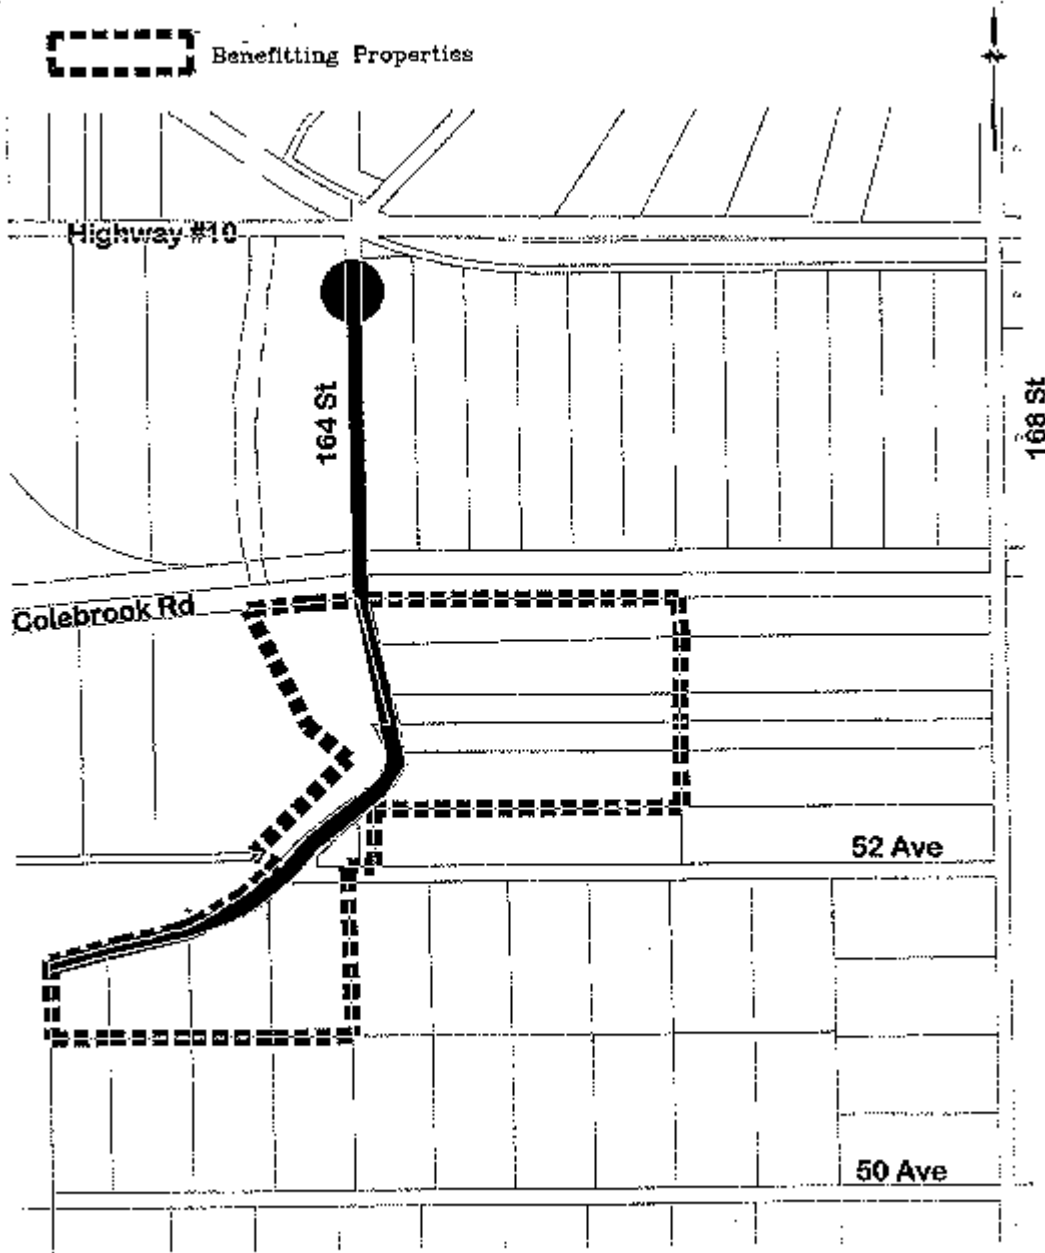 Benefitting Properties
Highway #10
164 St
168 St
Colebrook Rd
52 Ave
50 Ave